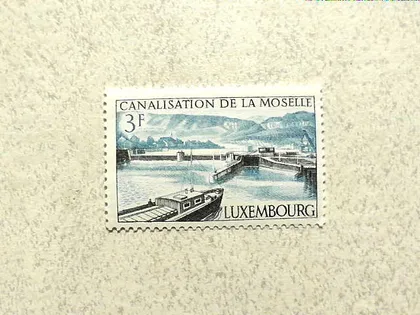 CANALISATION DE LA MOSELLE
3F
LUXEMBOURG